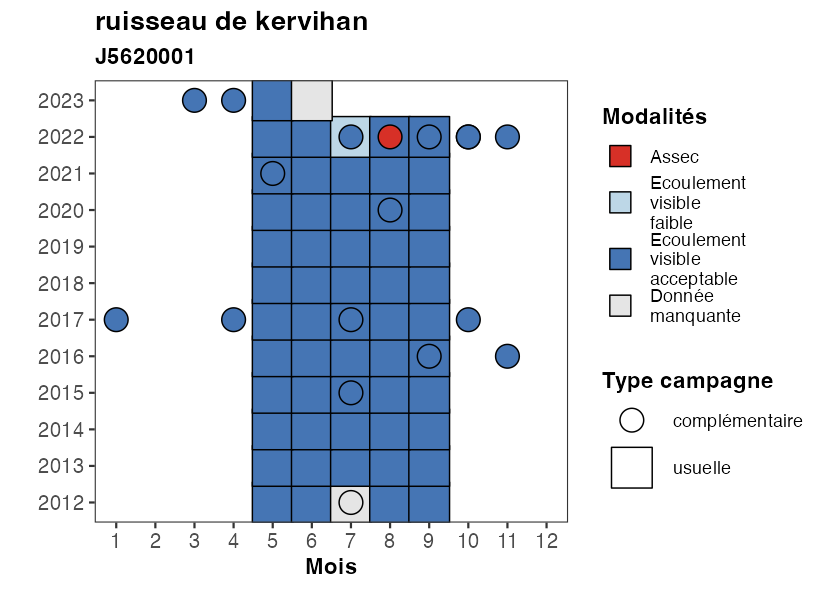 ruisseau de kervihan
J5620001
2023
2022
2021
2020
2019
2018
2017
2016
2015
2014
2013
2012
1 2 3 4 5 6 7 8 9 10 11 12
Mois
Modalités
Assec
Ecoulement
visible
faible
Ecoulement
visible
acceptable
Donnée
manquante
Type campagne
complémentaire
usuelle